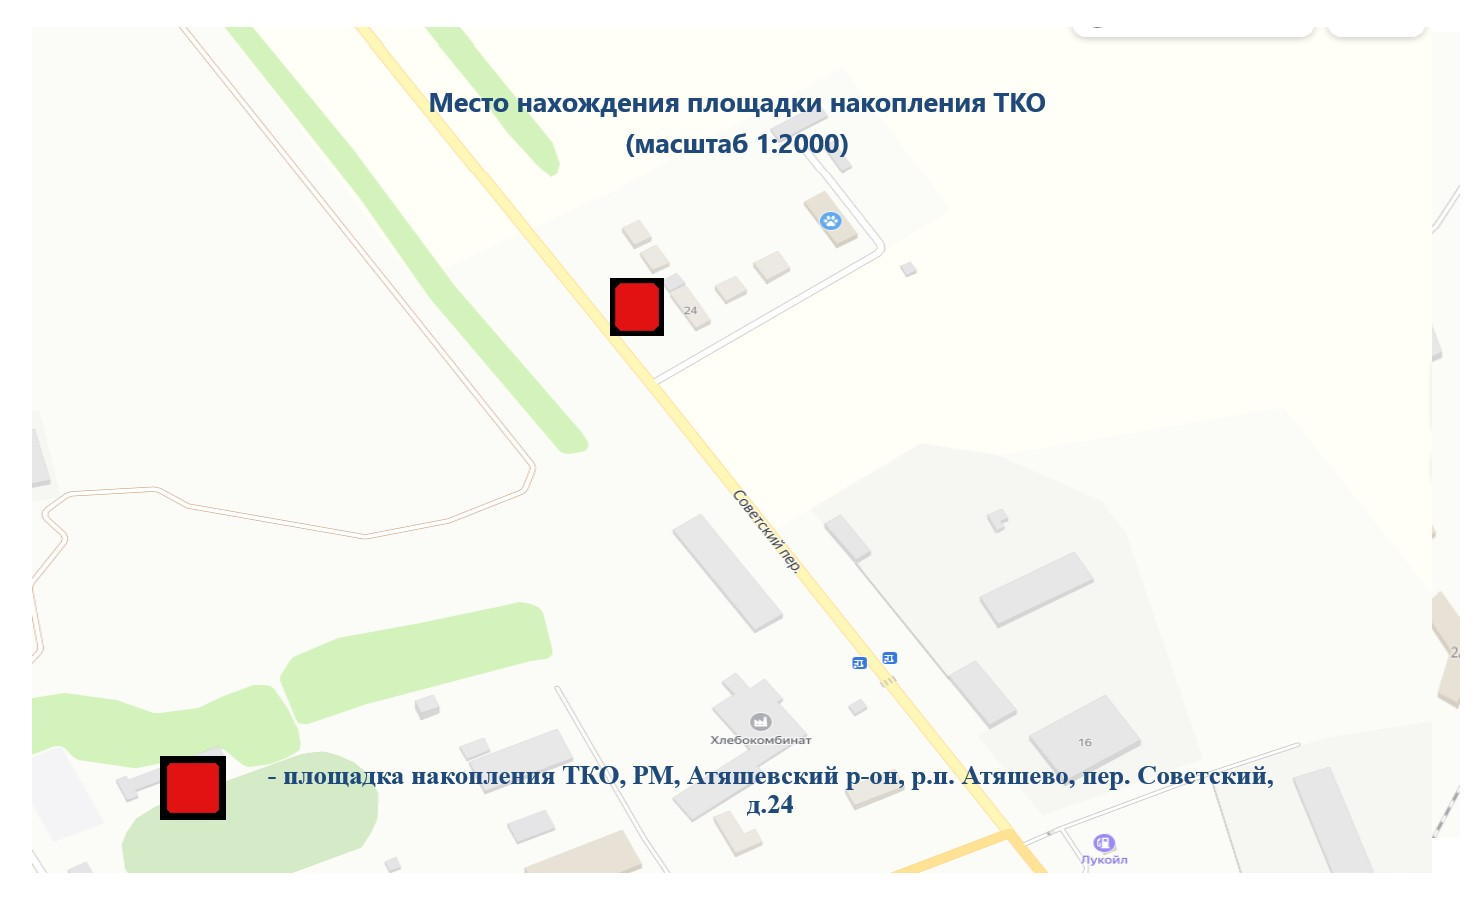 Место нахождения площадки накопления ТКО
(масштаб 1:2000)
24
Советский пер.
Хлебокомбинат
16
- площадка накопления ТКО, РМ, Атяшевский р-он, р.п. Атяшево, пер. Советский,
д.24
Лукойл